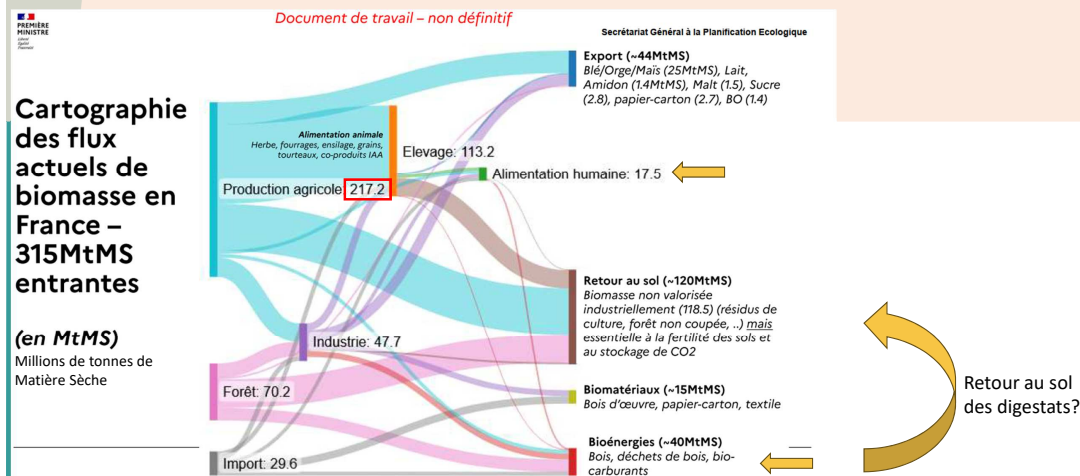 PREMIÈRE
MINISTRE
Liberté
Égalité
Fraternité
Document de travail – non définitif
Secrétariat Général à la Planification Ecologique
Cartographie
des flux
actuels de
biomasse en
France –
315MtMS
entrantes
(en MtMS)
Millions de tonnes de
Matière Sèche
Export (~44MtMS)
Blé/Orge/Maïs (25MtMS), Lait,
Amidon (1.4MtMS), Malt (1.5), Sucre
(2.8), papier-carton (2.7), BO (1.4)
Alimentation animale
Herbe, fourrages, ensilage, grains,
tourteaux, co-produits IAA
Elevage: 113.2
Alimentation humaine: 17.5
Production agricole: 217.2
Retour au sol (~120MtMS)
Biomasse non valorisée
industriellement (118.5) (résidus de
culture, forêt non coupée, ..) mais
essentielle à la fertilité des sols et
au stockage de CO2
Industrie: 47.7
Forêt: 70.2
Biomatériaux (~15MtMS)
Bois d'œuvre, papier-carton, textile
Retour au sol
des digestats?
Import: 29.6
Bioénergies (~40MtMS)
Bois, déchets de bois, bio-
carburants